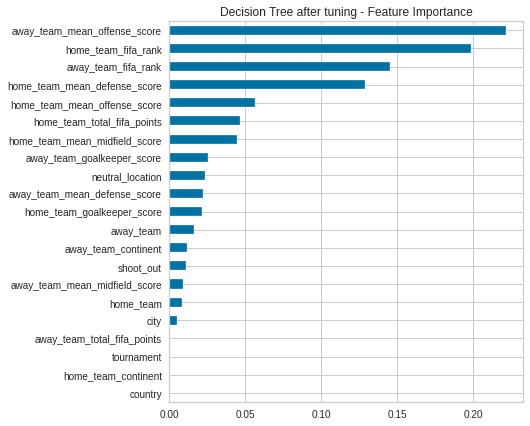 Decision Tree after tuning - Feature Importance
away_team_mean_offense_score
home_team_fifa_rank
away_team_fifa_rank
home_team_mean_defense_score
home_team_mean_offense_score
home_team_total_fifa_points
home_team_mean_midfield_score
away_team_goalkeeper_score
neutral_location
away_team_mean_defense_score
home_team_goalkeeper_score
away_team
away_team_continent
shoot_out
away_team_mean_midfield_score
home_team
city
away_team_total_fifa_points
tournament
home_team_continent
country
0.00 0.05 0.10 0.15 0.20